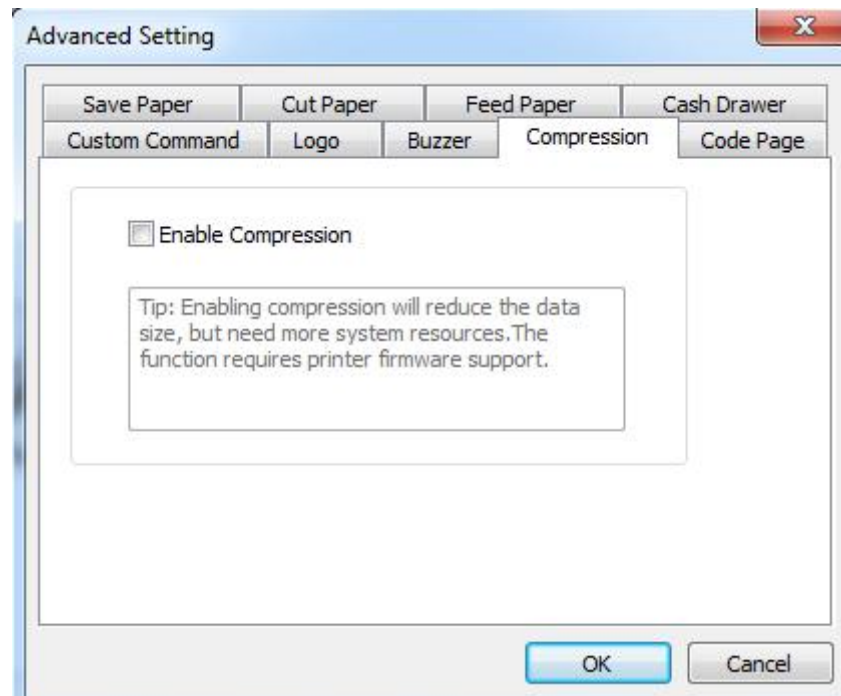 Advanced Setting
Save Paper Cut Paper Feed Paper Cash Drawer
Custom Command Logo Buzzer Compression Code Page
Enable Compression
Tip: Enabling compression will reduce the data
size, but need more system resources.The
function requires printer firmware support.
OK Cancel